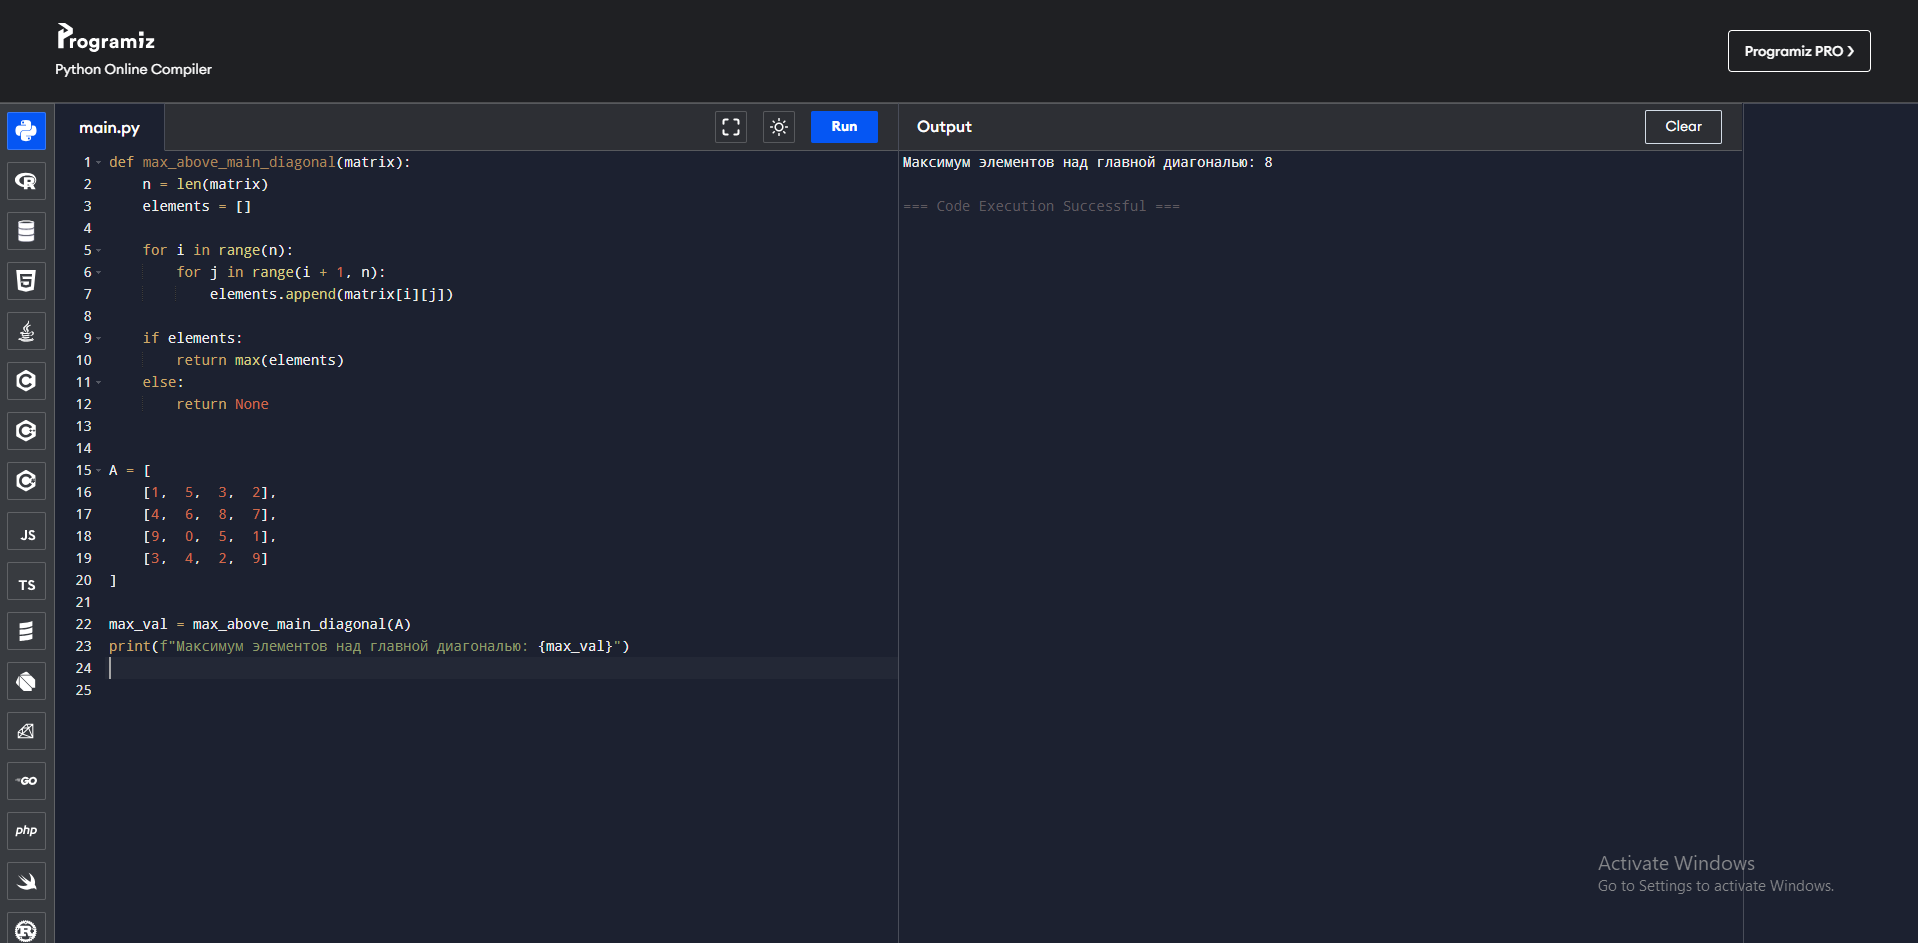 Programiz
Python Online Compiler
Programiz PRO ❯
main.py
Run
Output
Clear
1 def max_above_main_diagonal(matrix):
2     n = len(matrix)
3     elements = []
4
5     for i in range(n):
6         for j in range(i + 1, n):
7             elements.append(matrix[i][j])
8
9     if elements:
10         return max(elements)
11     else:
12         return None
13
14
15 A = [
16     [1,  5,  3,  2],
17     [4,  6,  8,  7],
18     [9,  0,  5,  1],
19     [3,  4,  2,  9]
20 ]
21
22 max_val = max_above_main_diagonal(A)
23 print(f"Максимум элементов над главной диагональю: {max_val}")
24
25
Максимум элементов над главной диагональю: 8
=== Code Execution Successful ===
JS
TS
GO
php
Activate Windows
Go to Settings to activate Windows.